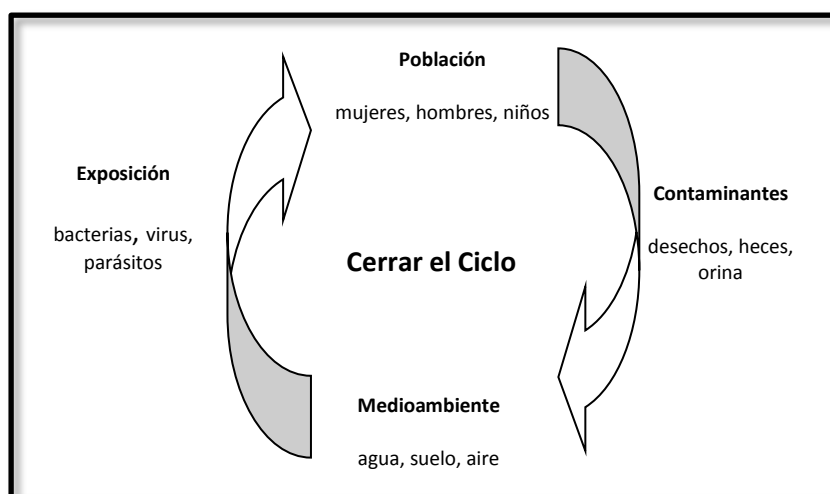 Población
mujeres, hombres, niños
Exposición
bacterias, virus,
parásitos
Contaminantes
desechos, heces,
orina
Cerrar el Ciclo
Medioambiente
agua, suelo, aire